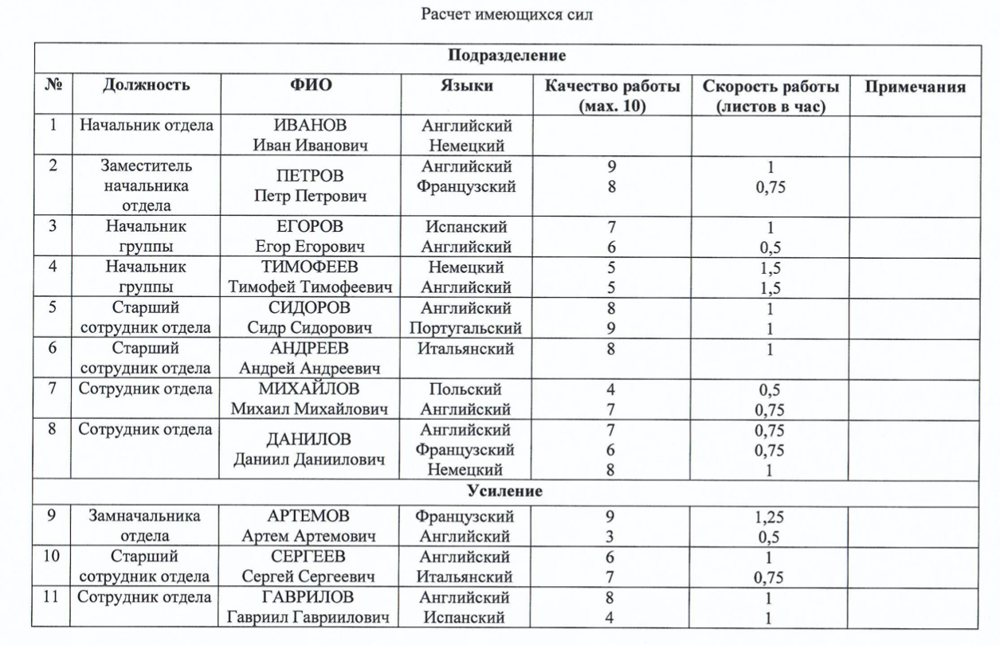 Расчет имеющихся сил
Подразделение
№ Должность ФИО Языки Качество работы (мах. 10) Скорость работы (листов в час) Примечания
1 Начальник отдела ИВАНОВ Английский
Иван Иванович Немецкий
2 Заместитель ПЕТРОВ Английский 9 1
начальника Петр Петрович Французский 8 0,75
отдела
3 Начальник ЕГОРОВ Испанский 7 1
группы Егор Егорович Английский 6 0,5
4 Начальник ТИМОФЕЕВ Немецкий 5 1,5
группы Тимофей Тимофеевич Английский 5 1,5
5 Старший СИДОРОВ Английский 8 1
сотрудник отдела Сидр Сидорович Португальский 9 1
6 Старший АНДРЕЕВ Итальянский 8 1
сотрудник отдела Андрей Андреевич
7 Сотрудник отдела МИХАЙЛОВ Польский 4 0,5
Михаил Михайлович Английский 7 0,75
8 Сотрудник отдела ДАНИЛОВ Английский 7 0,75
Даниил Даниилович Французский 6 0,75
Немецкий 8 1
Усиление
9 Замначальника АРТЕМОВ Французский 9 1,25
отдела Артем Артемович Английский 3 0,5
10 Старший СЕРГЕЕВ Английский 6 1
сотрудник отдела Сергей Сергеевич Итальянский 7 0,75
11 Сотрудник отдела ГАВРИЛОВ Английский 8 1
Гавриил Гавриилович Испанский 4 1